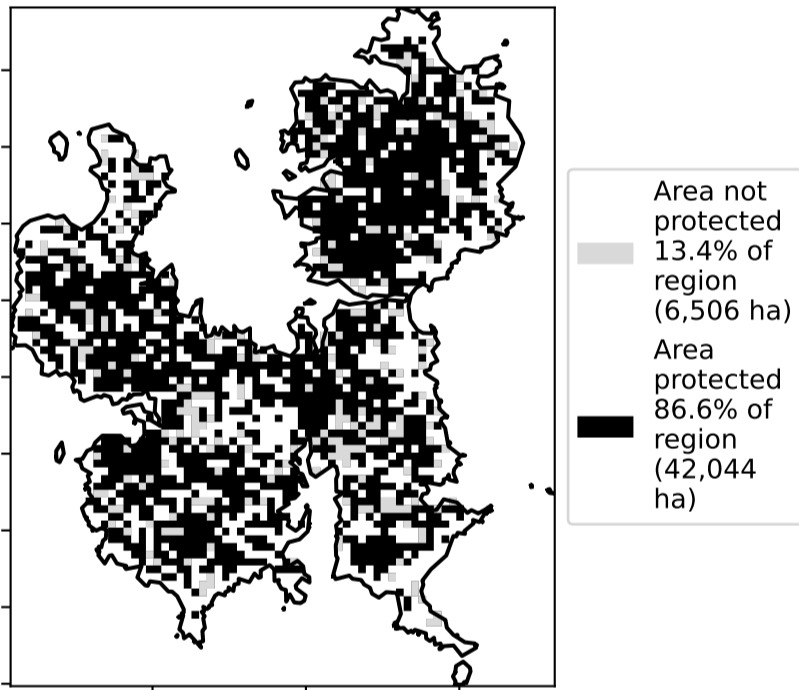 Area not
protected
13.4% of
region
(6,506 ha)
Area
protected
86.6% of
region
(42,044
ha)